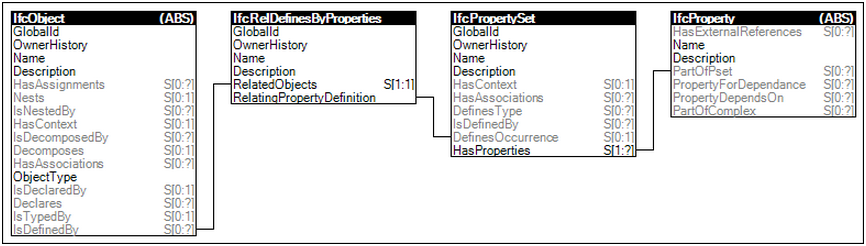 IfcObject (ABS)
GlobalId
OwnerHistory
Name
Description
HasAssignments S[0:?]
Nests S[0:1]
IsNestedBy S[0:?]
HasContext S[0:1]
IsDecomposedBy S[0:?]
Decomposes S[0:1]
HasAssociations S[0:?]
ObjectType
IsDeclaredBy S[0:1]
Declares S[0:?]
IsTypedBy S[0:1]
IsDefinedBy S[0:?]
IfcRelDefinesByProperties
GlobalId
OwnerHistory
Name
Description
RelatedObjects S[1:1]
RelatingPropertyDefinition
IfcPropertySet
GlobalId
OwnerHistory
Name
Description
HasContext S[0:1]
HasAssociations S[0:?]
DefinesType S[0:?]
IsDefinedBy S[0:?]
DefinesOccurrence S[0:1]
HasProperties S[1:?]
IfcProperty (ABS)
HasExternalReferences S[0:?]
Name
Description
PartOfPset S[0:?]
PropertyForDependance S[0:?]
PropertyDependsOn S[0:?]
PartOfComplex S[0:?]